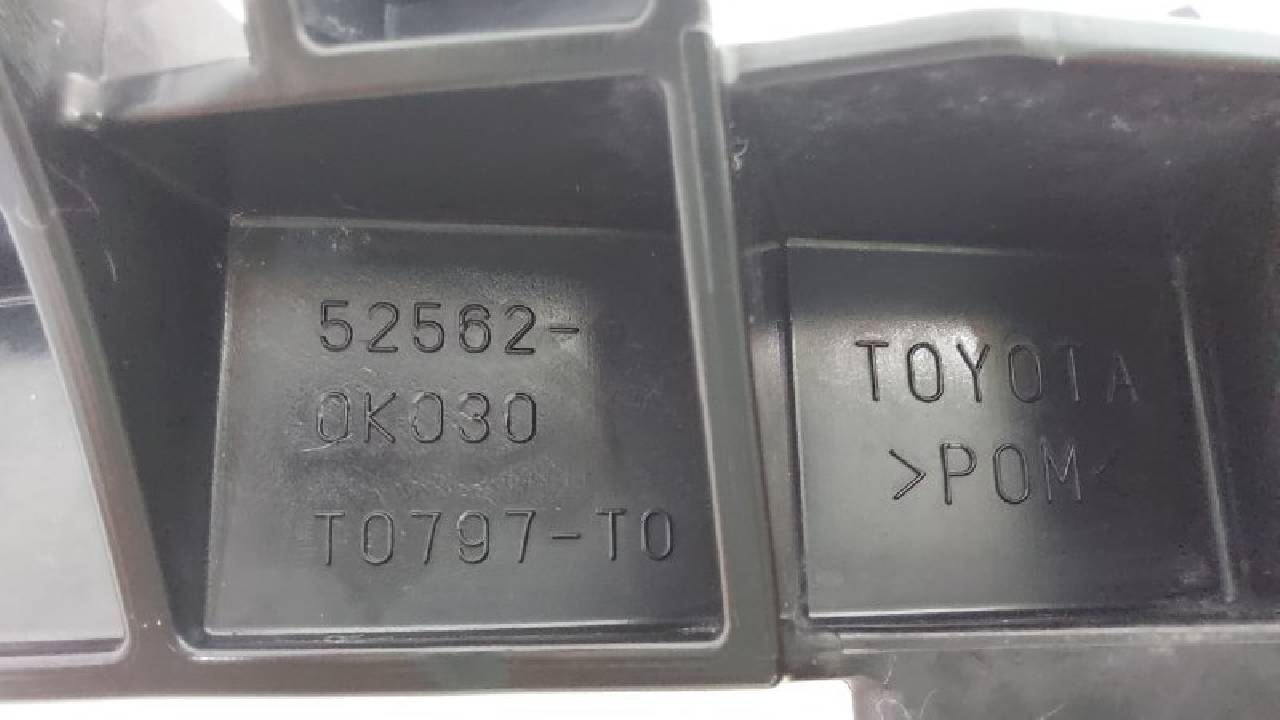 52562-
0K030
T0797-T0
TOYOTA
>POM<